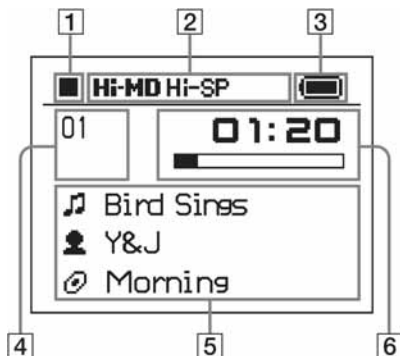 1 2 3
Hi-MD Hi-SP
01 01:20
Bird Sings
Y&J
Morning
4 5 6